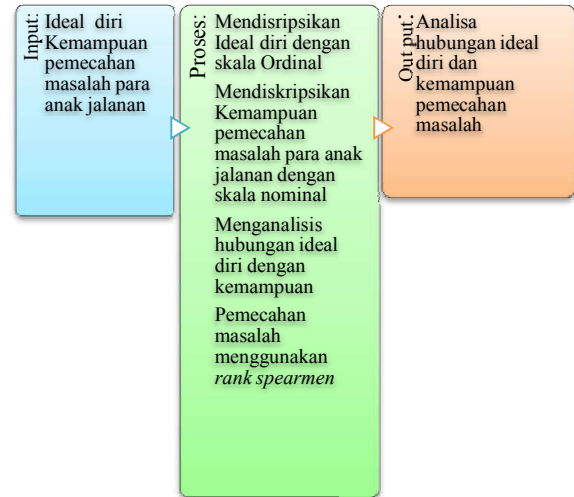 Input:
Ideal diri
Kemampuan
pemecahan
masalah para
anak jalanan
Proses:
Mendisripsikan
Ideal diri dengan
skala Ordinal
Mendiskripsikan
Kemampuan
pemecahan
masalah para anak
jalanan dengan
skala nominal
Menganalisis
hubungan ideal
diri dengan
kemampuan
Pemecahan
masalah
menggunakan
rank spearmen
Out put:
Analisa
hubungan ideal
diri dan
kemampuan
pemecahan
masalah